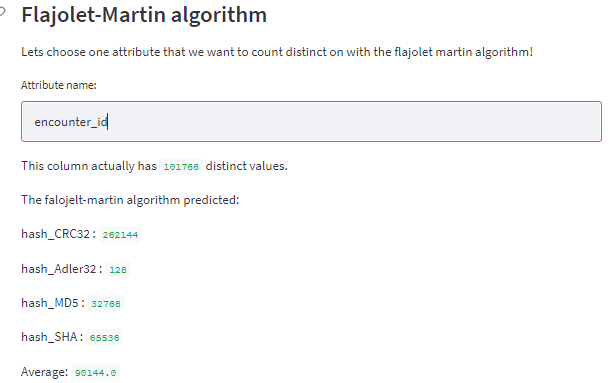 Flajolet-Martin algorithm
Lets choose one attribute that we want to count distinct on with the flajolet martin algorithm!
Attribute name:
encounter_id
This column actually has 101766 distinct values.
The falojelt-martin algorithm predicted:
hash_CRC32 : 262144
hash_Adler32 : 128
hash_MD5 : 32768
hash_SHA : 65536
Average: 90144.0